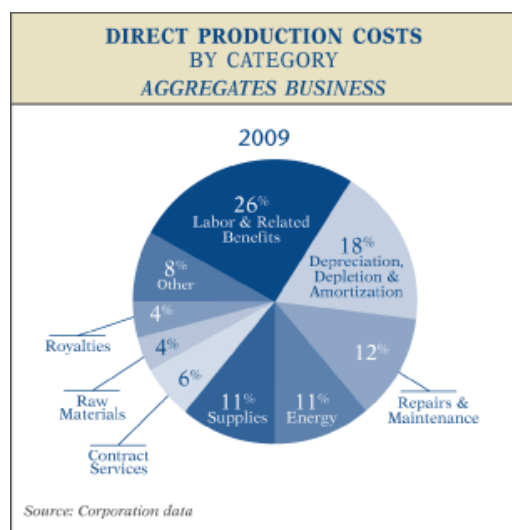 DIRECT PRODUCTION COSTS
BY CATEGORY
AGGREGATES BUSINESS
2009
26%
Labor & Related
Benefits
18%
Depreciation,
Depletion &
Amortization
8%
Other
4%
Royalties
4%
Raw
Materials
6%
Contract
Services
11%
Supplies
11%
Energy
12%
Repairs &
Maintenance
Source: Corporation data